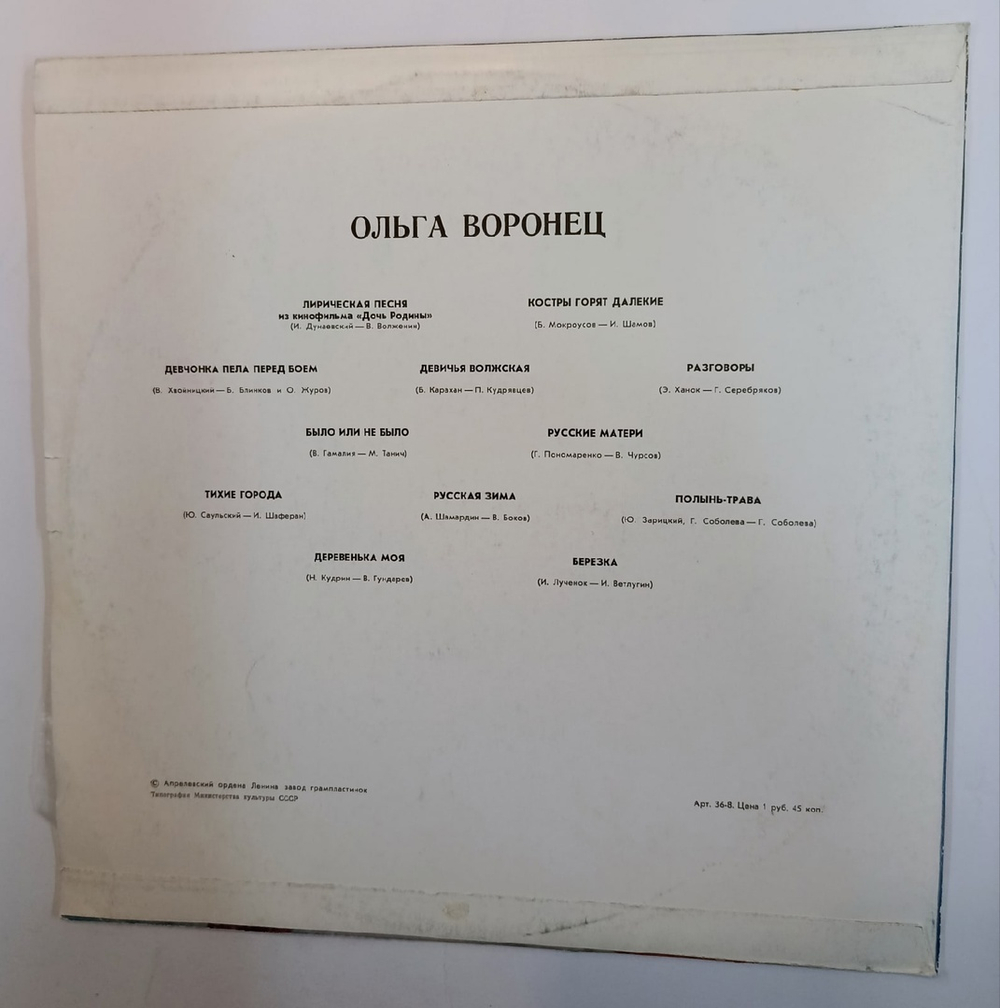 ОЛЬГА ВОРОНЕЦ
ЛИРИЧЕСКАЯ ПЕСНЯ
из кинофильма «Дочь Родины»
(И. Дунаевский — В. Волженин)
КОСТРЫ ГОРЯТ ДАЛЕКИЕ
(Б. Мокроусов — И. Шамов)
ДЕВЧОНКА ПЕЛА ПЕРЕД БОЕМ
(В. Хвойницкий — Б. Блинков и О. Журов)
ДЕВИЧЬЯ ВОЛЖСКАЯ
(Б. Карахан — П. Кудрявцев)
РАЗГОВОРЫ
(Э. Ханок — Г. Серебряков)
БЫЛО ИЛИ НЕ БЫЛО
(В. Гамалия — М. Танич)
РУССКИЕ МАТЕРИ
(Г. Пономаренко — В. Чурсов)
ТИХИЕ ГОРОДА
(Ю. Саульский — И. Шаферан)
РУССКАЯ ЗИМА
(А. Шамардин — В. Боков)
ПОЛЫНЬ-ТРАВА
(Ю. Зарицкий, Г. Соболева — Г. Соболева)
ДЕРЕВЕНЬКА МОЯ
(Н. Кудрин — В. Гундарев)
БЕРЕЗКА
(И. Лученок — И. Ветлугин)
© Апрелевский ордена Ленина завод грампластинок
Типография Министерства культуры СССР
Арт. 36-8. Цена 1 руб. 45 коп.